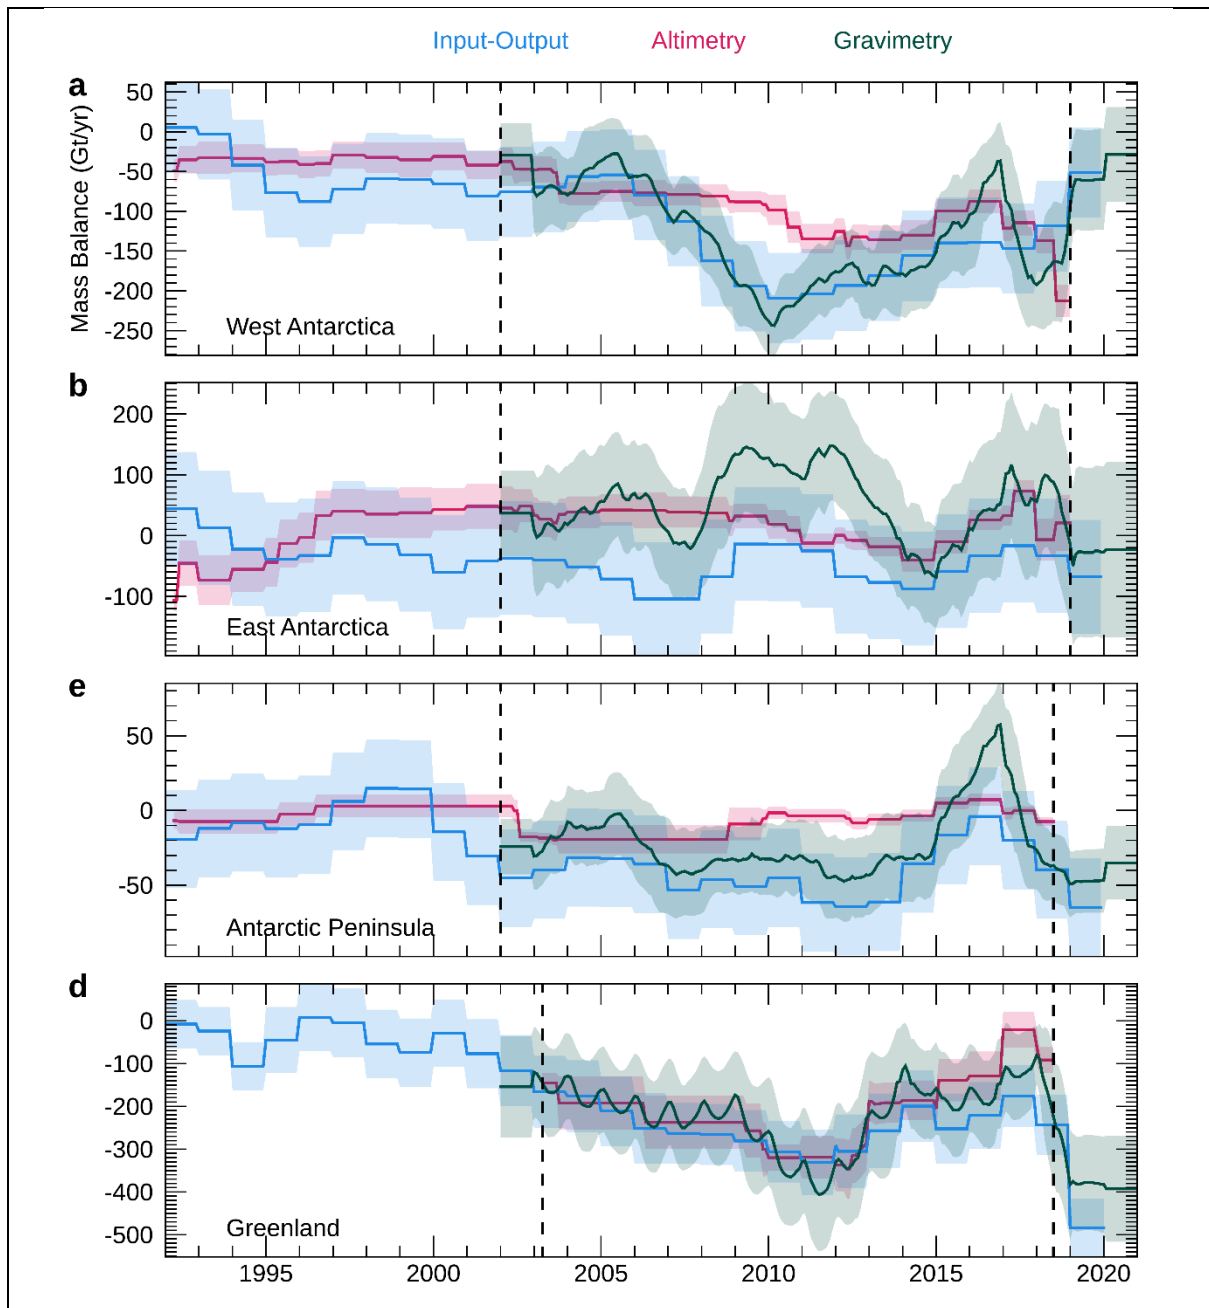 Input-Output Altimetry Gravimetry
a
Mass Balance (Gt/yr)
50
0
-50
-100
-150
-200
-250
West Antarctica
b
200
100
0
-100
East Antarctica
e
50
0
-50
Antarctic Peninsula
d
0
-100
-200
-300
-400
-500
Greenland
1995 2000 2005 2010 2015 2020